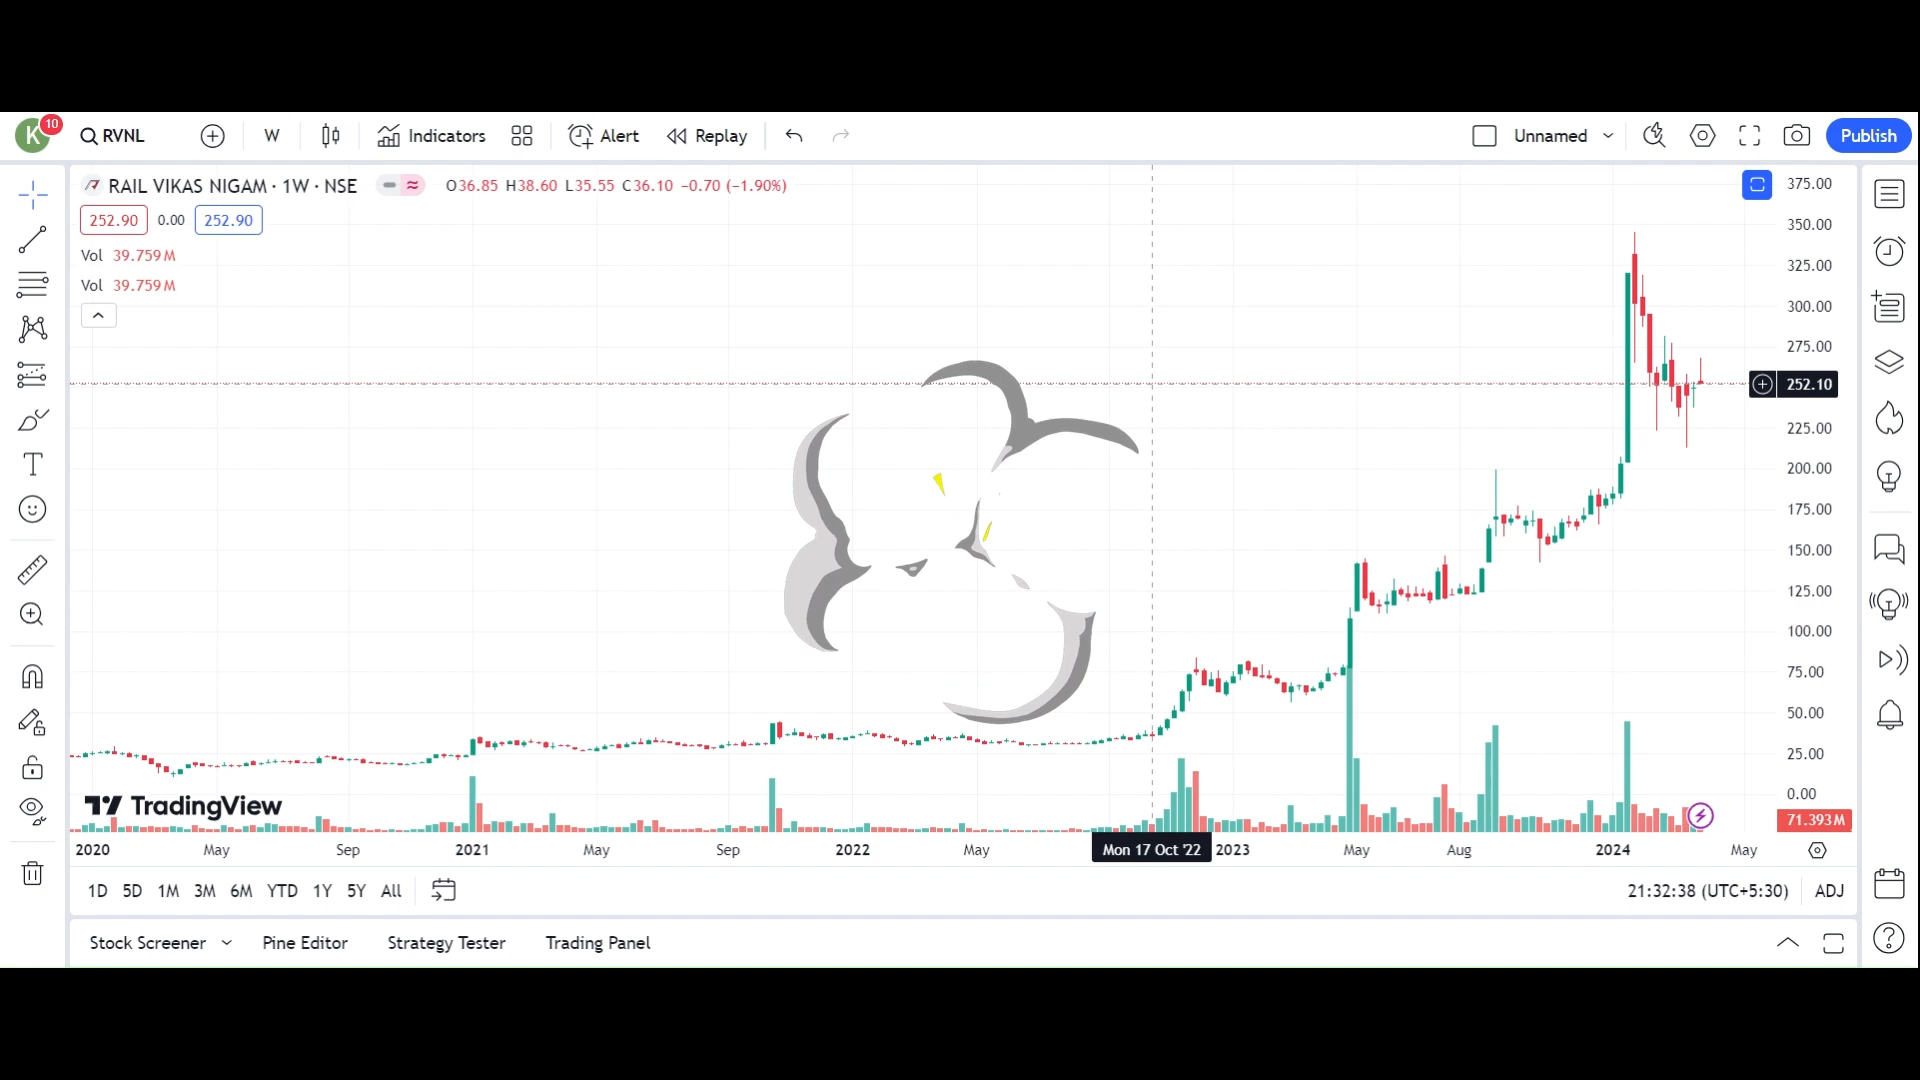 K 10 RVNL W Indicators Alert Replay Unnamed Publish
RAIL VIKAS NIGAM · 1W · NSE O36.85 H38.60 L35.55 C36.10 −0.70 (−1.90%)
252.90 0.00 252.90
Vol 39.759M
Vol 39.759M
375.00
350.00
325.00
300.00
275.00
252.10
225.00
200.00
175.00
150.00
125.00
100.00
75.00
50.00
25.00
0.00
71.393M
TradingView
2020 May Sep 2021 May Sep 2022 May Mon 17 Oct '22 2023 May Aug 2024 May
1D 5D 1M 3M 6M YTD 1Y 5Y All 21:32:38 (UTC+5:30) ADJ
Stock Screener Pine Editor Strategy Tester Trading Panel